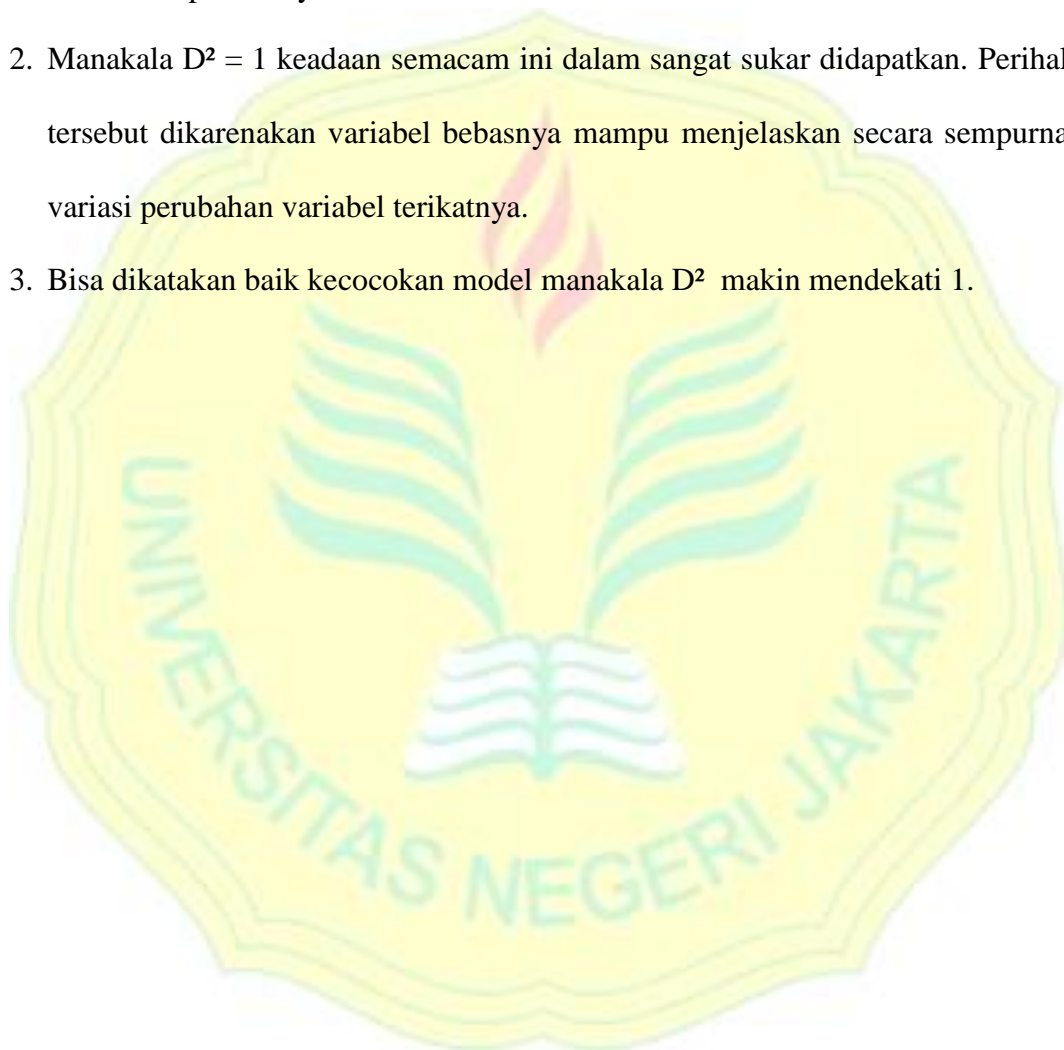 2. Manakala D² = 1 keadaan semacam ini dalam sangat sukar didapatkan. Perihal
tersebut dikarenakan variabel bebasnya mampu menjelaskan secara sempurna
variasi perubahan variabel terikatnya.
3. Bisa dikatakan baik kecocokan model manakala D² makin mendekati 1.
UNIVERSITAS NEGERI JAKARTA